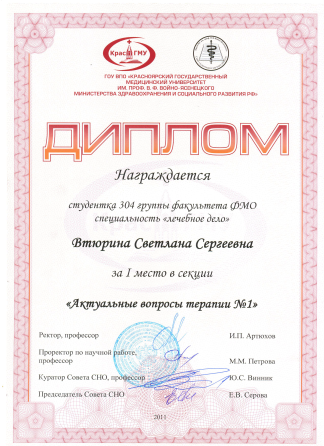 КрасГМУ
ГОУ ВПО «КРАСНОЯРСКИЙ ГОСУДАРСТВЕННЫЙ
МЕДИЦИНСКИЙ УНИВЕРСИТЕТ
ИМ. ПРОФ. В. Ф. ВОЙНО-ЯСЕНЕЦКОГО
МИНИСТЕРСТВА ЗДРАВООХРАНЕНИЯ И СОЦИАЛЬНОГО РАЗВИТИЯ РФ»
ДИПЛОМ
Награждается
студентка 304 группы факультета ФМО
специальность «лечебное дело»
Втюрина Светлана Сергеевна
за I место в секции
«Актуальные вопросы терапии №1»
Ректор, профессор И.П. Артюхов
Проректор по научной работе,
профессор М.М. Петрова
Куратор Совета СНО, профессор Ю.С. Винник
Председатель Совета СНО Е.В. Серова
2011